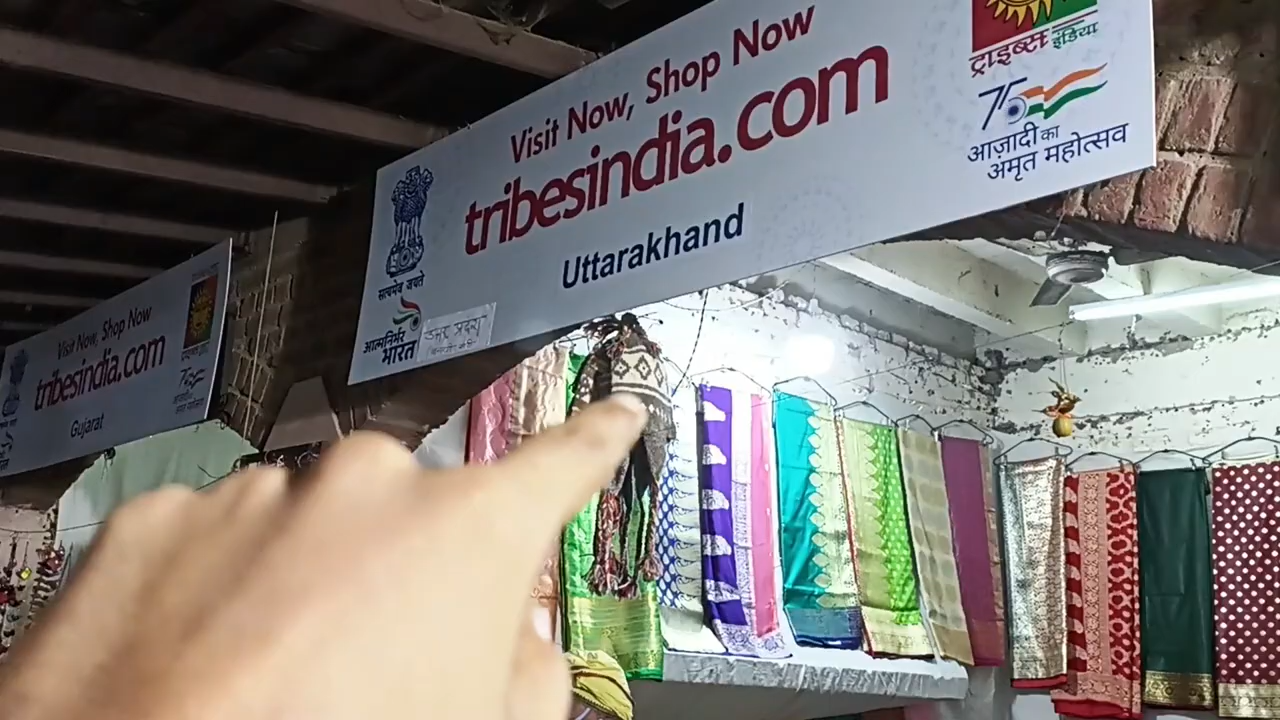 Visit Now, Shop Now
tribesindia.com
Uttarakhand
सत्यमेव जयते
आत्मनिर्भर
भारत
ट्राइब्स इंडिया
75
आज़ादी का
अमृत महोत्सव
Visit Now, Shop Now
tribesindia.com
Gujarat